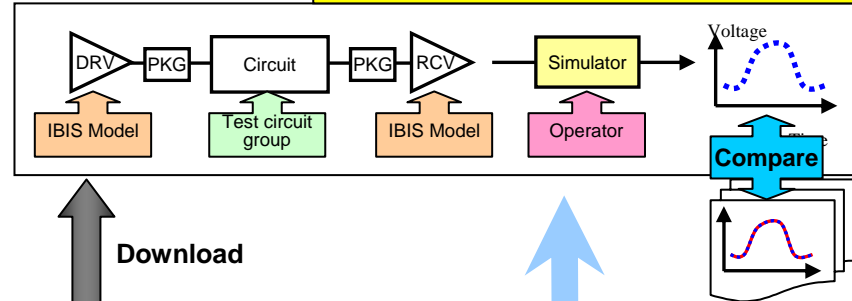 Voltage
DRV
PKG
Circuit
PKG
RCV
Simulator
IBIS Model
Test circuit
group
IBIS Model
Operator
Compare
Download